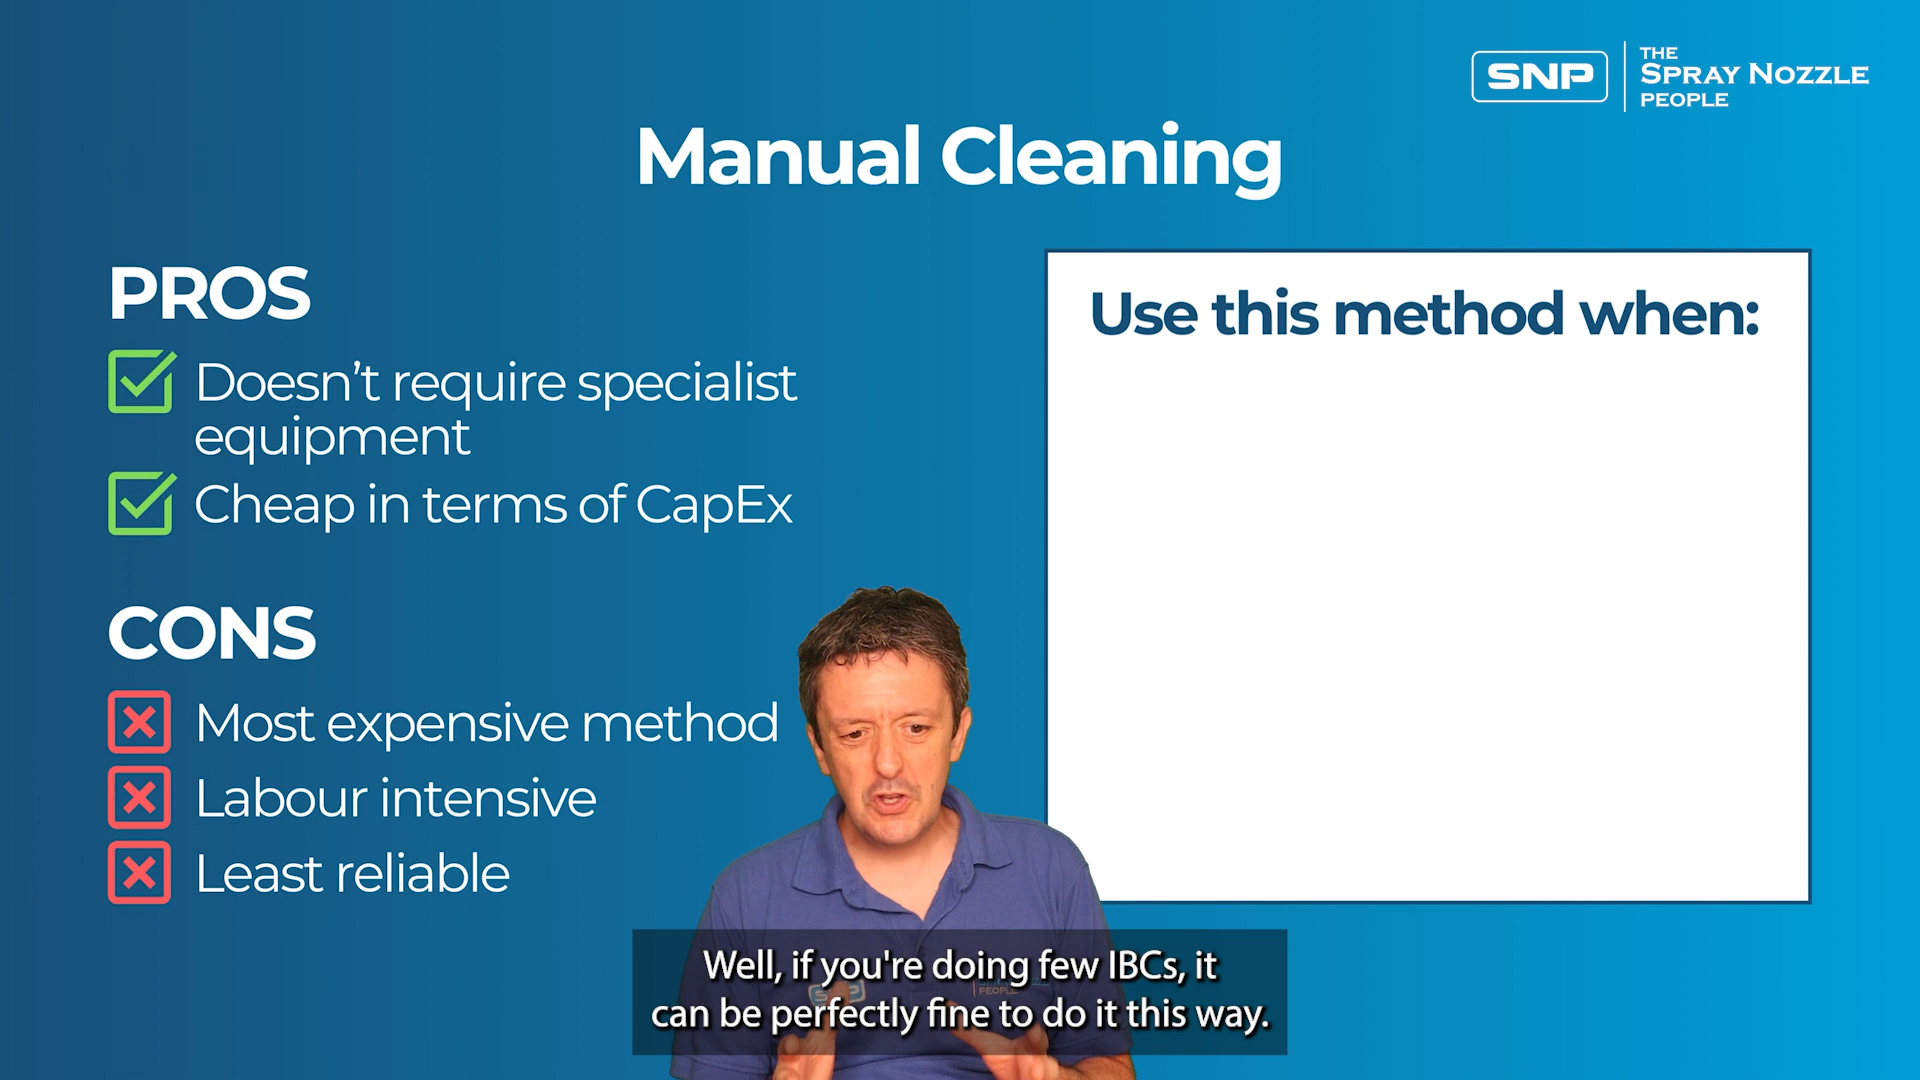 SNP
THE
SPRAY NOZZLE
PEOPLE
Manual Cleaning
PROS
Doesn't require specialist
equipment
Cheap in terms of CapEx
CONS
Most expensive method
Labour intensive
Least reliable
Use this method when:
Well, if you're doing few IBCs, it
can be perfectly fine to do it this way.